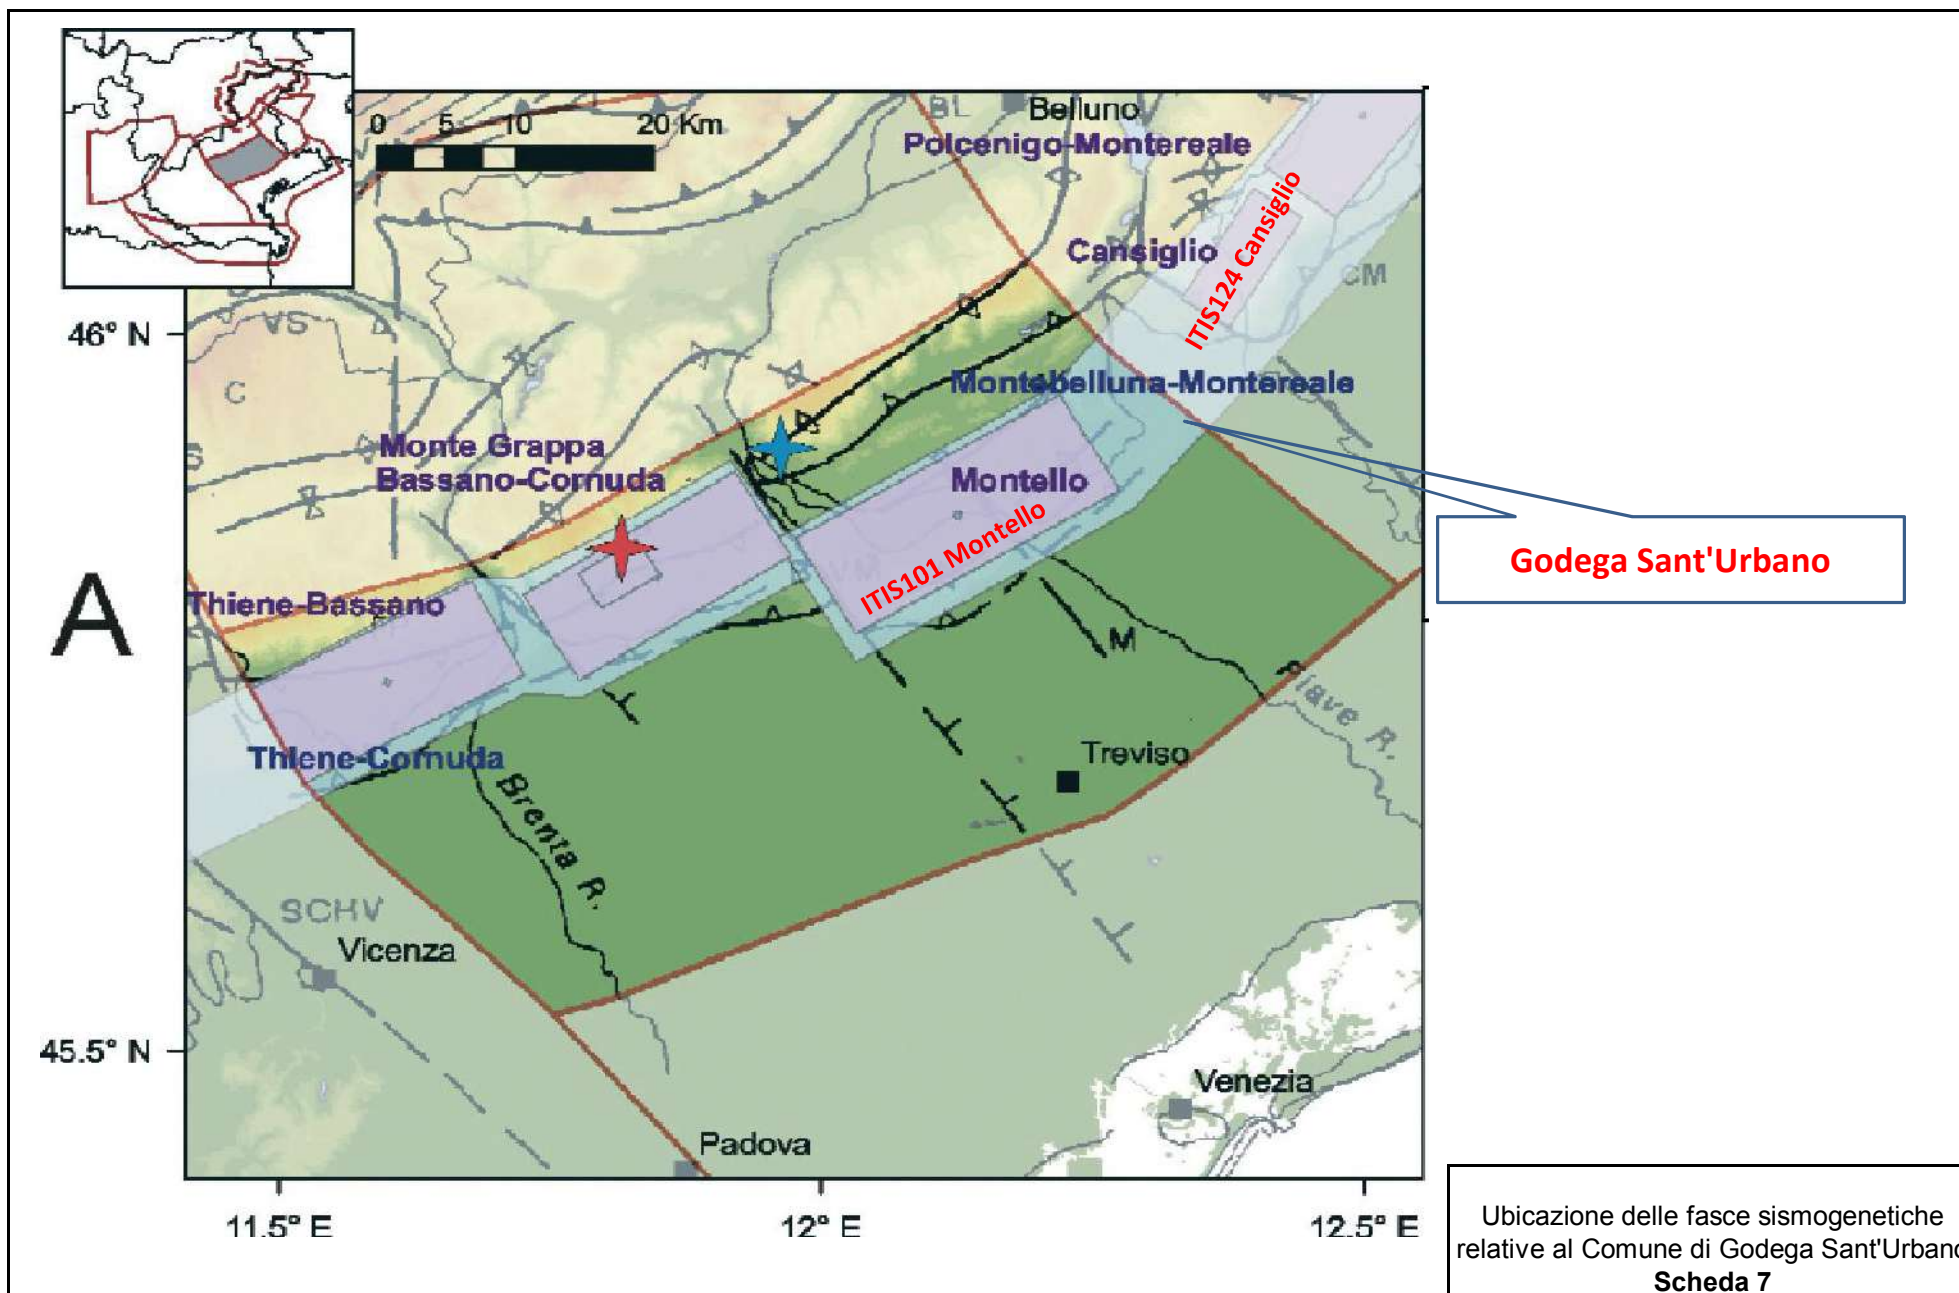 0 5 10 20 Km
BL
Belluno
Polcenigo-Montereale
ITIS124 Cansiglio
Cansiglio
CM
46° N
VS
C
S
Montebelluna-Montereale
Monte Grappa
Bassano-Cornuda
Montello
ITIS101 Montello
Godega Sant'Urbano
A
Thiene-Bassano
M
Piave R.
Thiene-Cornuda
Treviso
Brenta R.
SCHV
Vicenza
45.5° N
Venezia
Padova
11.5° E 12° E 12.5° E
Ubicazione delle fasce sismogenetiche
relative al Comune di Godega Sant'Urbano
Scheda 7